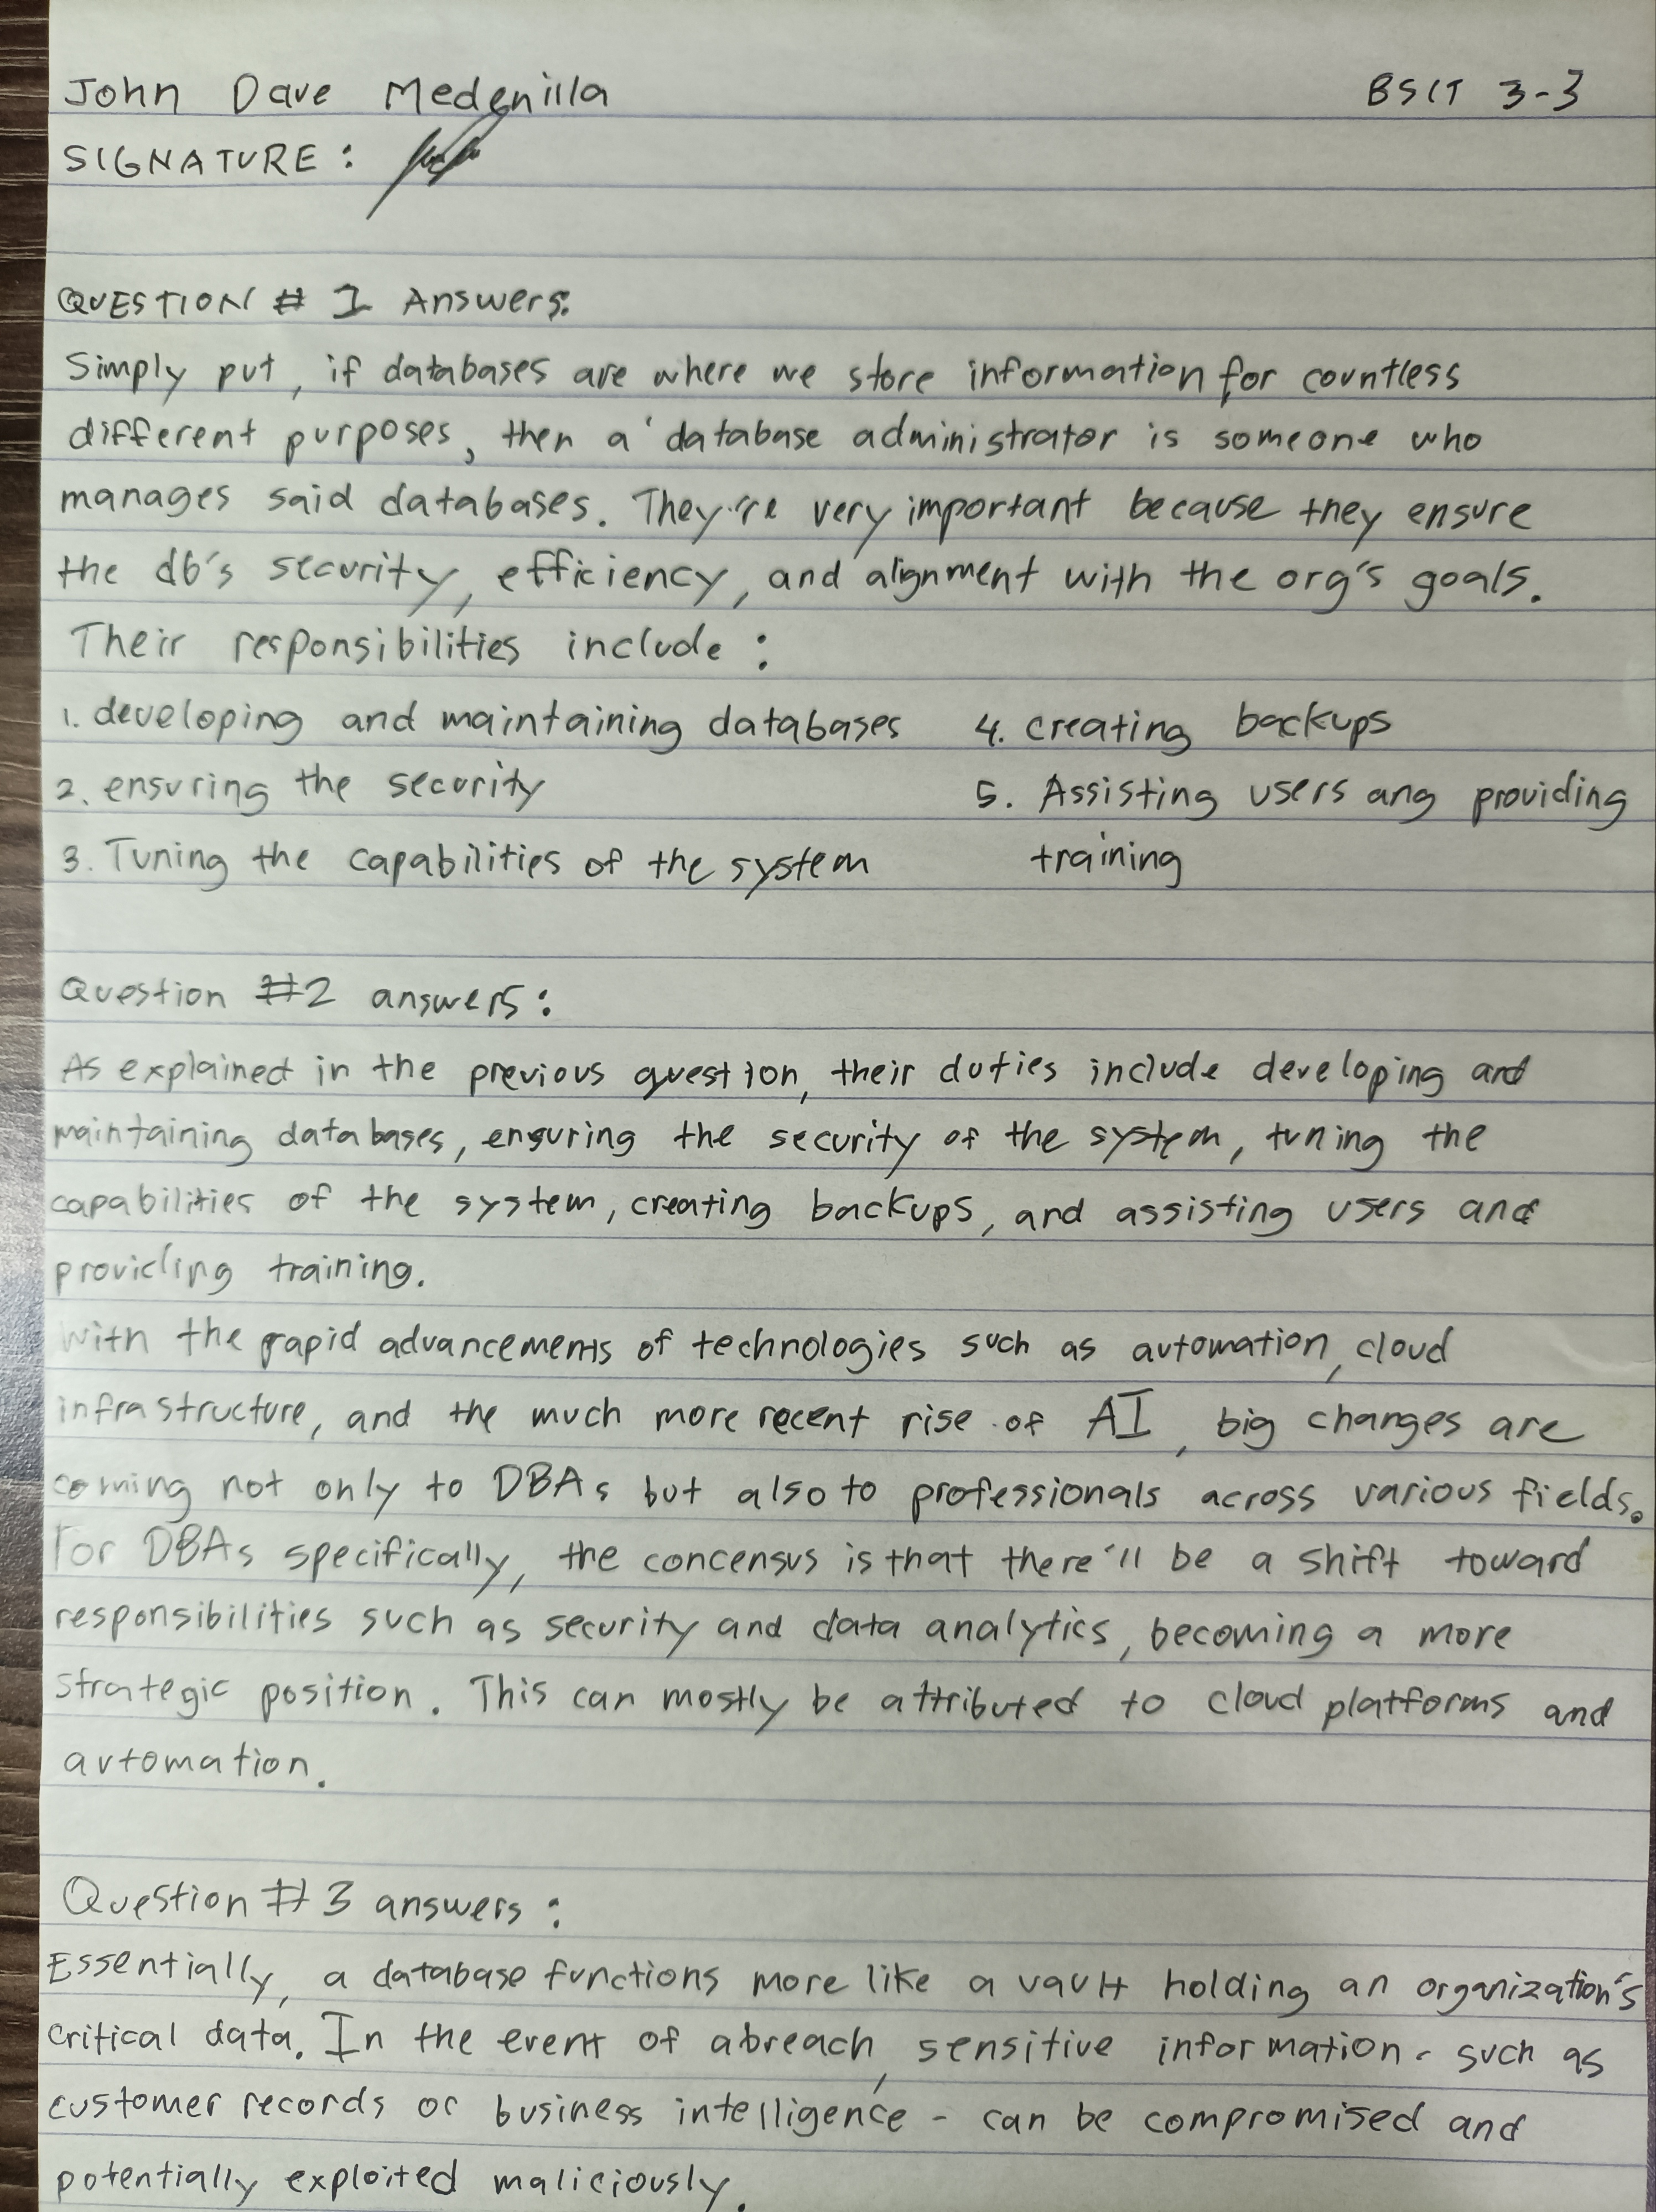 John Dave Medenilla BSIT 3-3
SIGNATURE:
QUESTION # 1 Answers:
Simply put, if databases are where we store information for countless
different purposes, then a database administrator is someone who
manages said databases. They're very important because they ensure
the db's security, efficiency, and alignment with the org's goals.
Their responsibilities include :
1. developing and maintaining databases 4. creating backups
2. ensuring the security 5. Assisting users ang providing
3. Tuning the capabilities of the system training
Question #2 answers:
As explained in the previous question, their duties include developing and
maintaining databases, ensuring the security of the system, tuning the
capabilities of the system, creating backups, and assisting users and
providing training.
With the rapid advancements of technologies such as automation, cloud
infrastructure, and the much more recent rise of AI, big changes are
coming not only to DBAs but also to professionals across various fields.
For DBAs specifically, the concensus is that there'll be a shift toward
responsibilities such as security and data analytics, becoming a more
strategic position. This can mostly be attributed to cloud platforms and
automation.
Question #3 answers:
Essentially, a database functions more like a vault holding an organization's
critical data. In the event of a breach, sensitive information - such as
customer records or business intelligence - can be compromised and
potentially exploited maliciously.